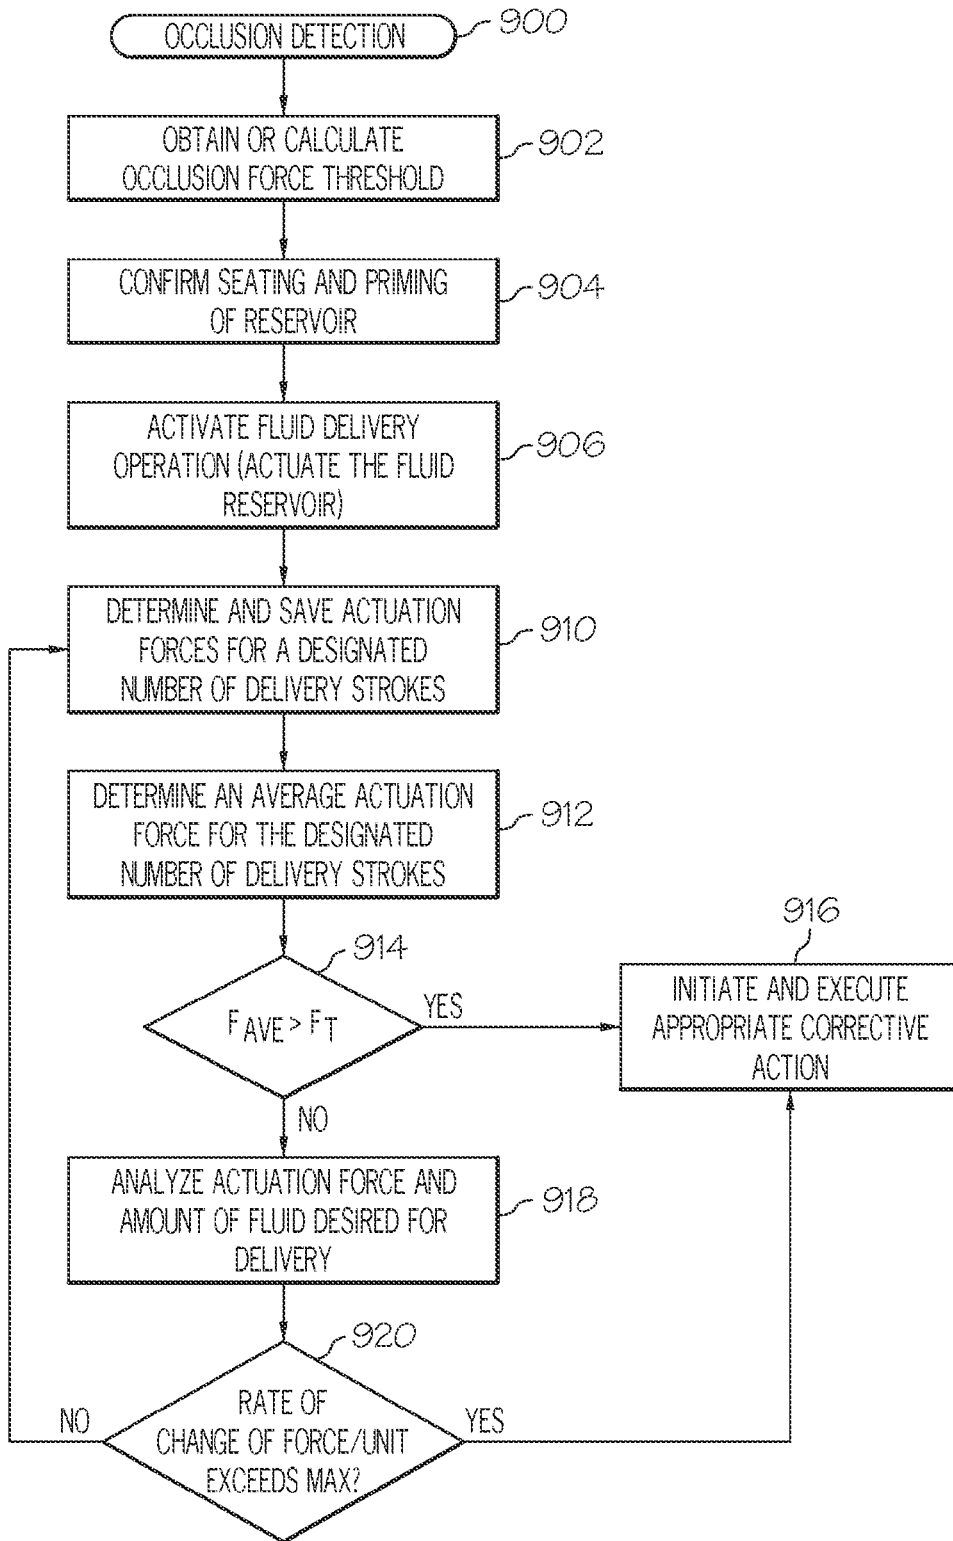 OCCLUSION DETECTION
900
OBTAIN OR CALCULATE
OCCLUSION FORCE THRESHOLD
902
CONFIRM SEATING AND PRIMING
OF RESERVOIR
904
ACTIVATE FLUID DELIVERY
OPERATION (ACTUATE THE FLUID
RESERVOIR)
906
DETERMINE AND SAVE ACTUATION
FORCES FOR A DESIGNATED
NUMBER OF DELIVERY STROKES
910
DETERMINE AN AVERAGE ACTUATION
FORCE FOR THE DESIGNATED
NUMBER OF DELIVERY STROKES
912
914
F AVE > F T
YES
NO
916
INITIATE AND EXECUTE
APPROPRIATE CORRECTIVE
ACTION
ANALYZE ACTUATION FORCE AND
AMOUNT OF FLUID DESIRED FOR
DELIVERY
918
920
RATE OF
CHANGE OF FORCE/UNIT
EXCEEDS MAX?
NO
YES